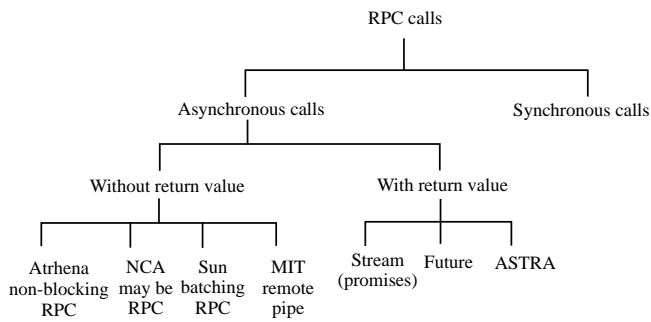 RPC calls
Asynchronous calls
Synchronous calls
Without return value
With return value
Atrhena
non-blocking
RPC
NCA
may be
RPC
Sun
batching
RPC
MIT
remote
pipe
Stream
(promises)
Future
ASTRA